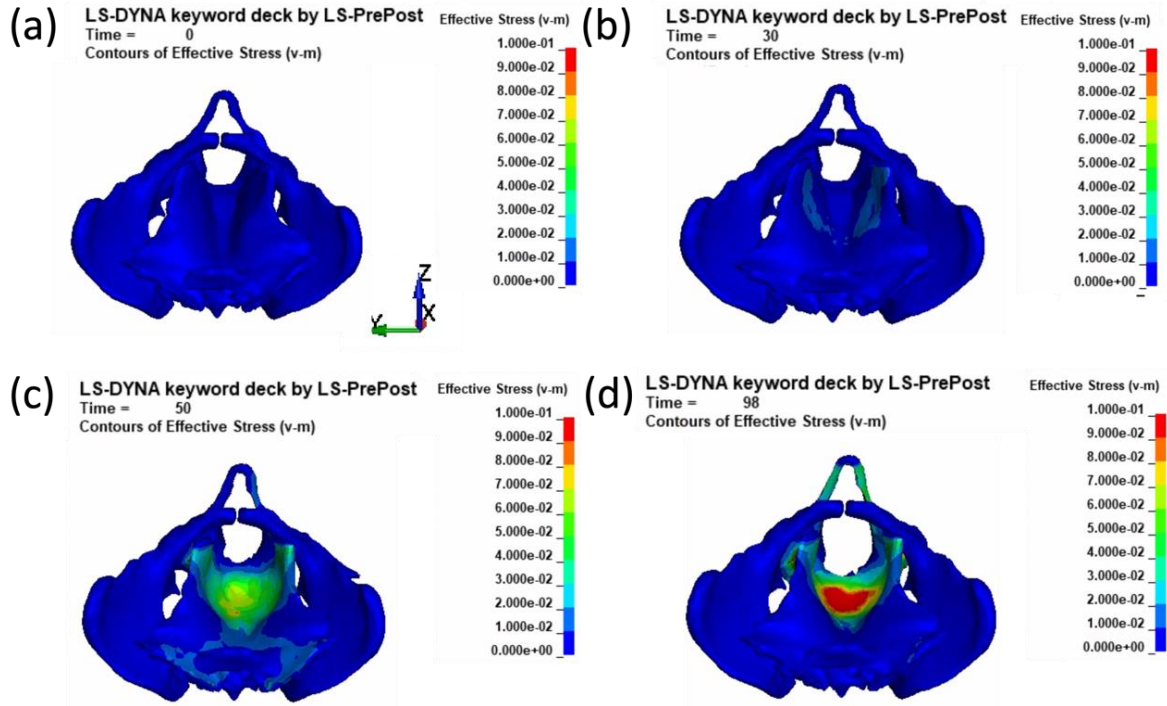 (a)
LS-DYNA keyword deck by LS-PrePost
Time = 0
Contours of Effective Stress (v-m)
Effective Stress (v-m)
1.000e-01
9.000e-02
8.000e-02
7.000e-02
6.000e-02
5.000e-02
4.000e-02
3.000e-02
2.000e-02
1.000e-02
0.000e+00
Z
X
Y
(b)
LS-DYNA keyword deck by LS-PrePost
Time = 30
Contours of Effective Stress (v-m)
Effective Stress (v-m)
1.000e-01
9.000e-02
8.000e-02
7.000e-02
6.000e-02
5.000e-02
4.000e-02
3.000e-02
2.000e-02
1.000e-02
0.000e+00
(c)
LS-DYNA keyword deck by LS-PrePost
Time = 50
Contours of Effective Stress (v-m)
Effective Stress (v-m)
1.000e-01
9.000e-02
8.000e-02
7.000e-02
6.000e-02
5.000e-02
4.000e-02
3.000e-02
2.000e-02
1.000e-02
0.000e+00
(d)
LS-DYNA keyword deck by LS-PrePost
Time = 98
Contours of Effective Stress (v-m)
Effective Stress (v-m)
1.000e-01
9.000e-02
8.000e-02
7.000e-02
6.000e-02
5.000e-02
4.000e-02
3.000e-02
2.000e-02
1.000e-02
0.000e+00